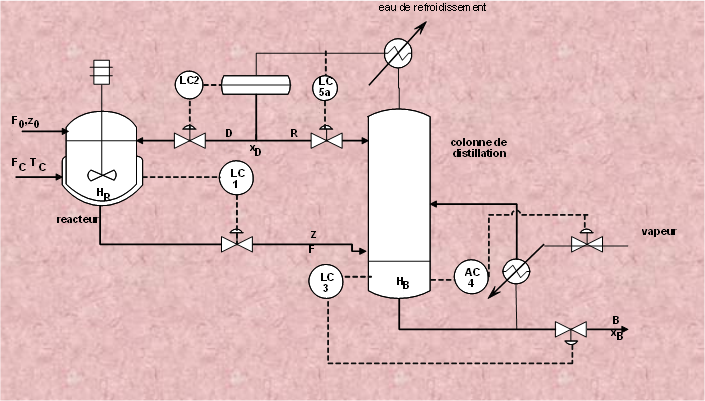 eau de refroidissement
LC2
LC
5a
F0,z0
D
R
xD
colonne de
distillation
FC TC
LC
1
HR
reacteur
Z
F
vapeur
LC
3
HB
AC
4
B
xB